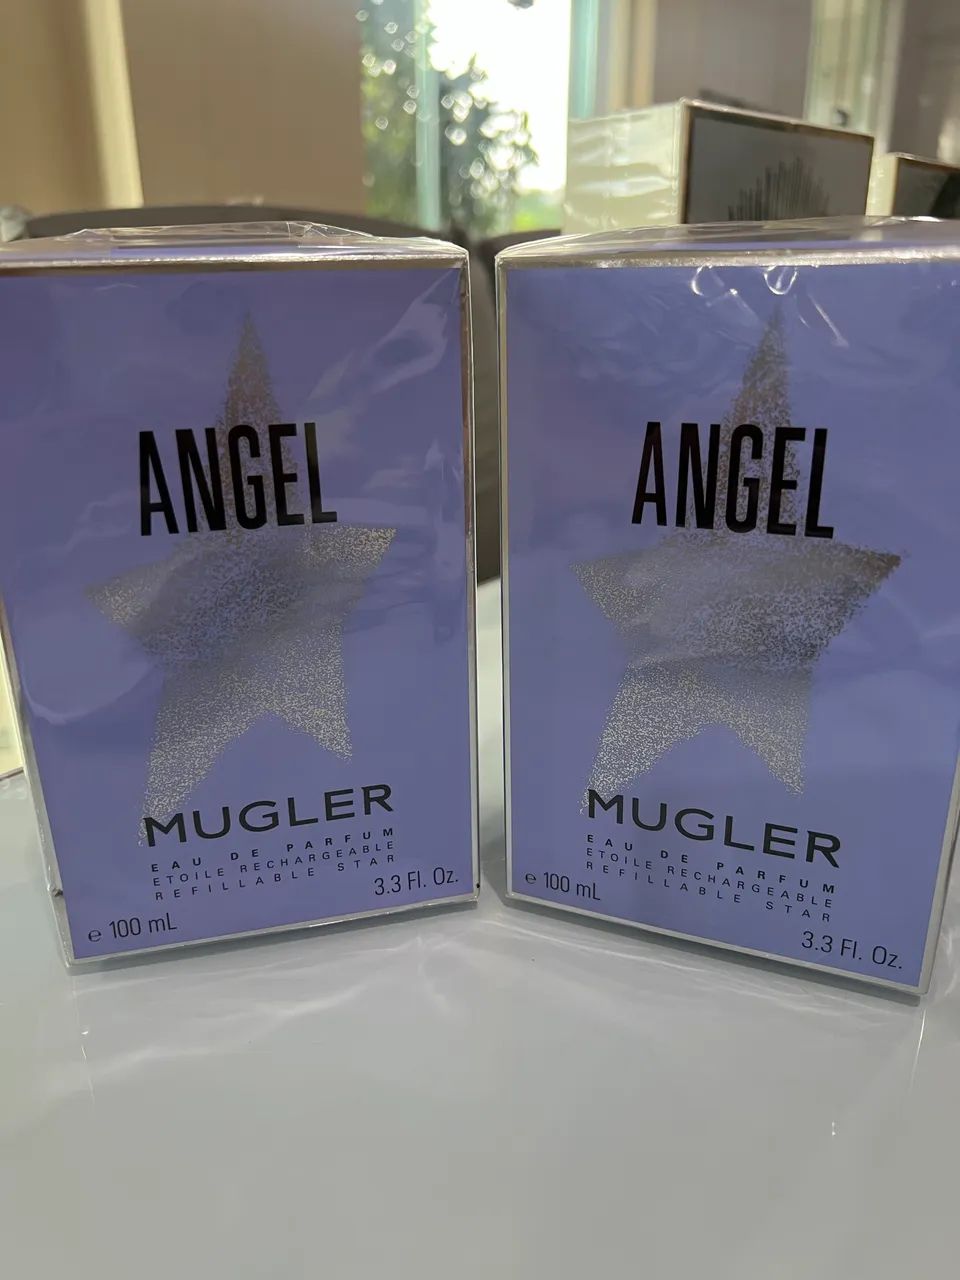 ANGEL
MUGLER
EAU DE PARFUM
ETOILE RECHARGEABLE
REFILLABLE STAR
℮ 100 mL
3.3 Fl. Oz.
ANGEL
MUGLER
EAU DE PARFUM
ETOILE RECHARGEABLE
REFILLABLE STAR
℮ 100 mL
3.3 Fl. Oz.